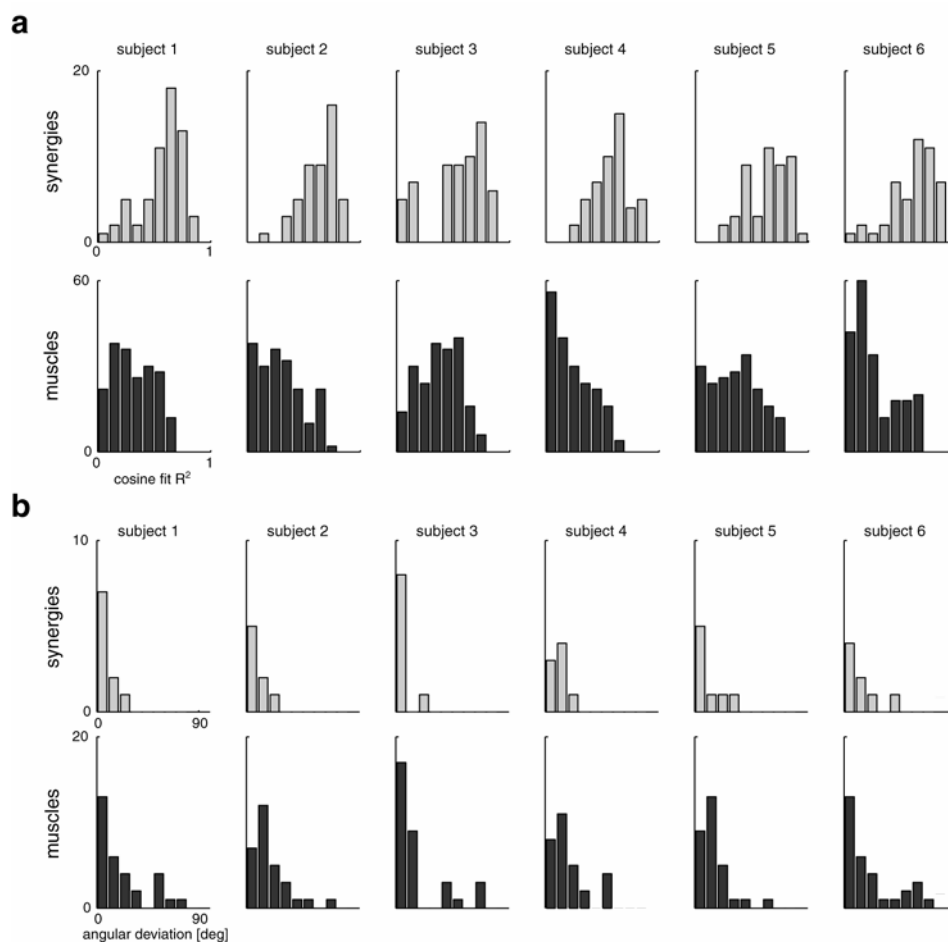 a
subject 1 subject 2 subject 3 subject 4 subject 5 subject 6
20
synergies
0
0 1
60
muscles
0
0 1
cosine fit R²
b
subject 1 subject 2 subject 3 subject 4 subject 5 subject 6
10
synergies
0
0 90
20
muscles
0
0 90
angular deviation [deg]